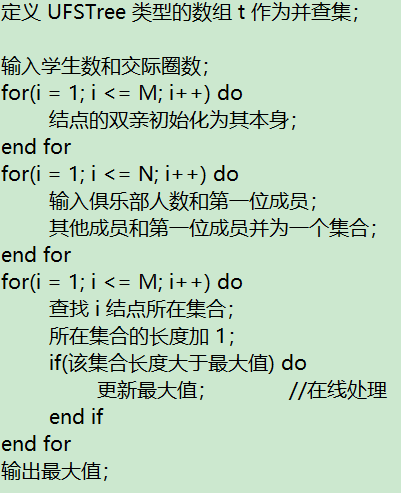 定义 UFSTree 类型的数组 t 作为并查集；
输入学生数和交际圈数；
for(i = 1; i <= M; i++) do
结点的双亲初始化为其本身；
end for
for(i = 1; i <= N; i++) do
输入俱乐部人数和第一位成员；
其他成员和第一位成员并为一个集合；
end for
for(i = 1; i <= M; i++) do
查找 i 结点所在集合；
所在集合的长度加 1；
if(该集合长度大于最大值) do
更新最大值； //在线处理
end if
end for
输出最大值；